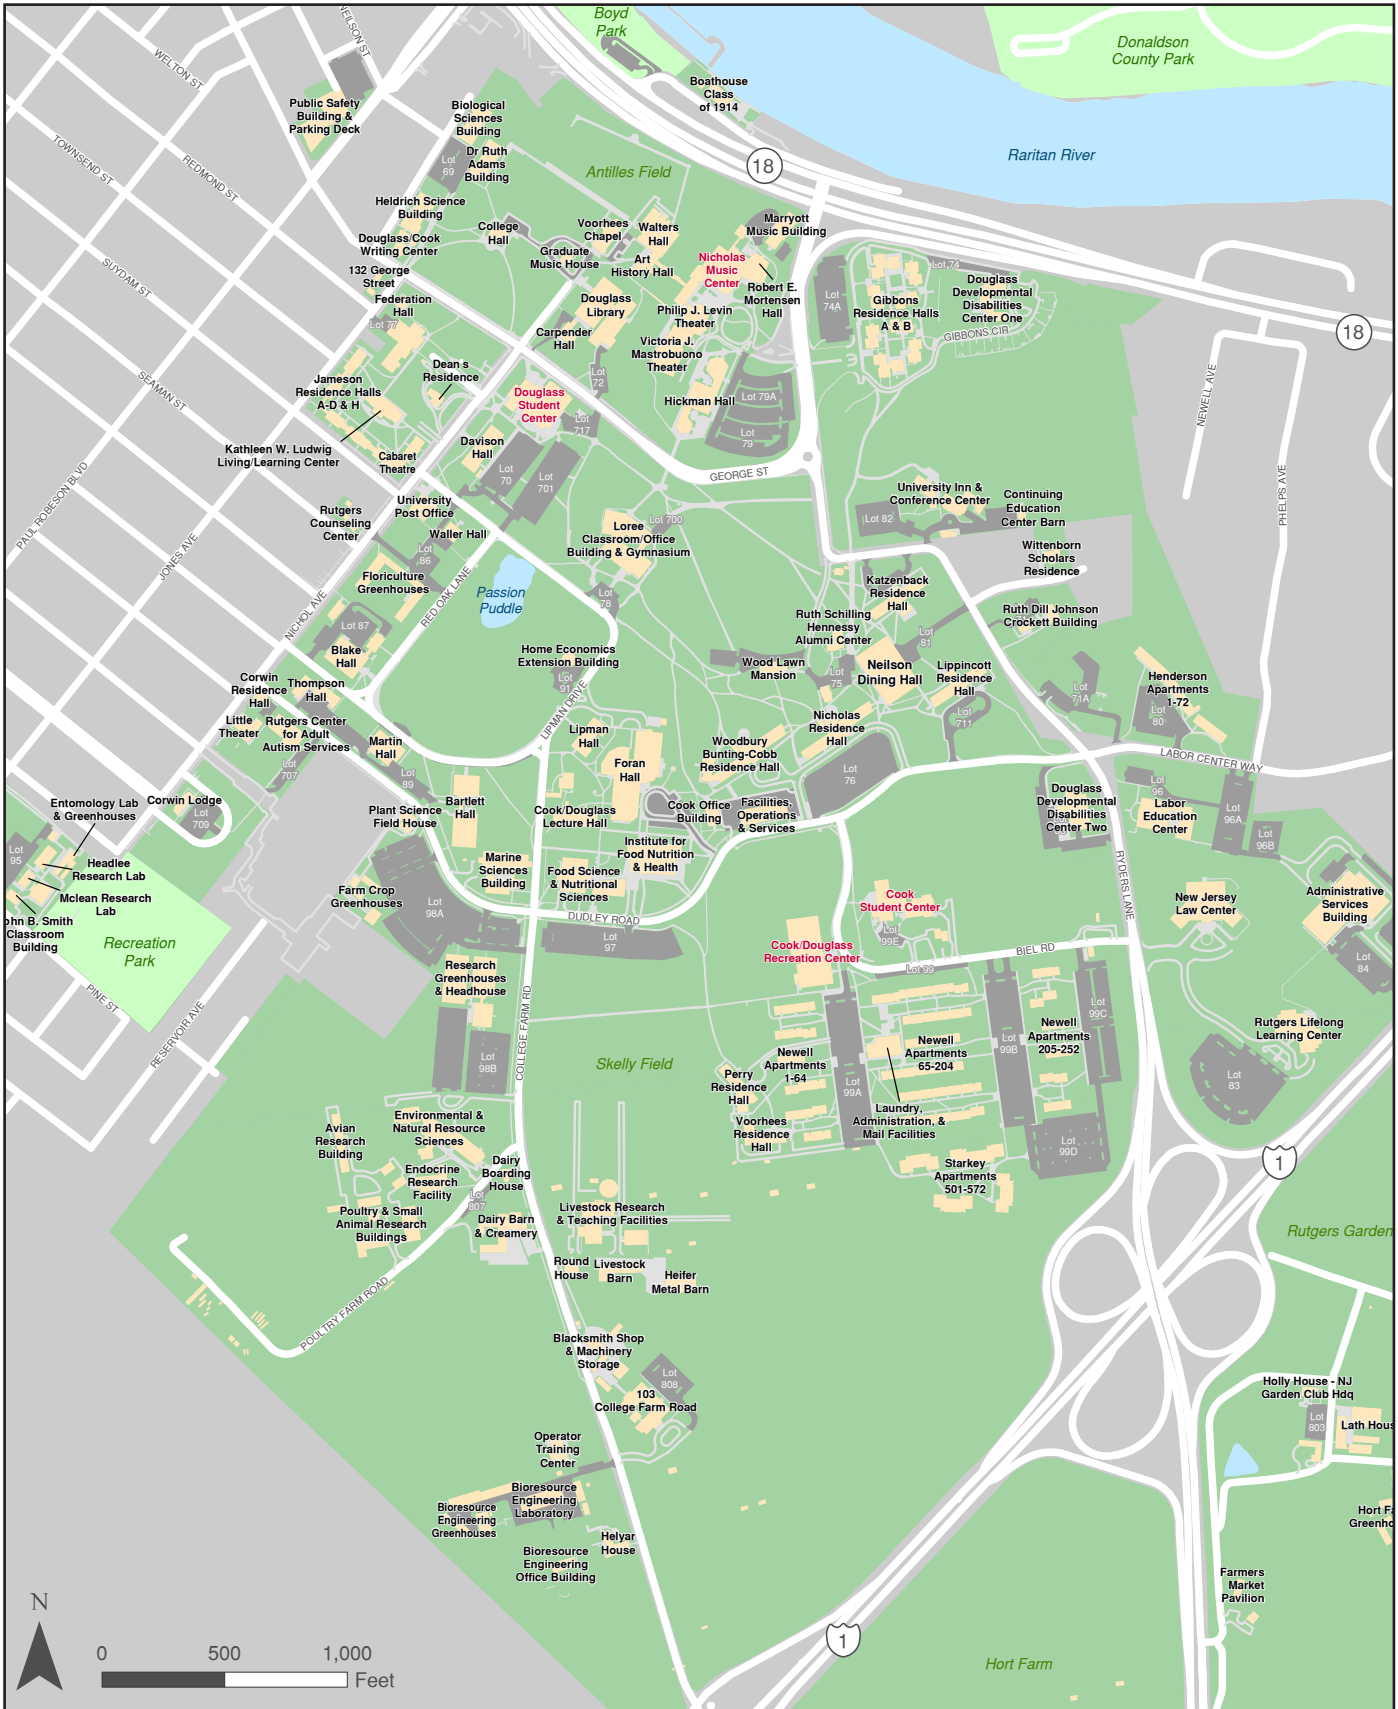 Boyd
Park
Donaldson
County Park
NEILSON ST
WELTON ST
Boathouse
Class
of 1914
Public Safety
Building &
Parking Deck
Biological
Sciences
Building
TOWNSEND ST
REDMOND ST
Lot
69
Dr Ruth
Adams
Building
Antilles Field
18
Raritan River
Heldrich Science
Building
College
Hall
Voorhees
Chapel
Walters
Hall
Marryott
Music Building
Douglass/Cook
Writing Center
Graduate
Music House
Art
History Hall
Nicholas
Music
Center
Robert E.
Mortensen
Hall
Lot 74
Lot
74A
Gibbons
Residence Halls
A & B
Douglass
Developmental
Disabilities
Center One
GIBBONS CIR
18
SUYDAM ST
132 George
Street
Federation
Hall
Lot 77
Douglass
Library
Philip J. Levin
Theater
Carpender
Hall
Victoria J.
Mastrobuono
Theater
SEAMAN ST
Jameson
Residence Halls
A-D & H
Dean s
Residence
Douglass
Student
Center
Lot
72
Hickman Hall
Lot 79A
Lot
79
Lot
717
NEWELL AVE
PHELPS AVE
Kathleen W. Ludwig
Living/Learning Center
Cabaret
Theatre
Davison
Hall
Lot
70
Lot
701
GEORGE ST
PAUL ROBESON BLVD
JONES AVE
NICHOL AVE
Rutgers
Counseling
Center
University
Post Office
Waller Hall
Lot
86
Loree
Classroom/Office
Building & Gymnasium
Lot 700
Lot 82
University Inn &
Conference Center
Continuing
Education
Center Barn
Wittenborn
Scholars
Residence
Floriculture
Greenhouses
RED OAK LANE
Passion
Puddle
Lot
78
Katzenback
Residence
Hall
Ruth Schilling
Hennessy
Alumni Center
Ruth Dill Johnson
Crockett Building
Lot
81
Lot 87
Blake
Hall
Home Economics
Extension Building
Lot
91
LIPMAN DRIVE
Wood Lawn
Mansion
Lot
75
Neilson
Dining Hall
Lippincott
Residence
Hall
Lot
711
Lot
71A
Henderson
Apartments
1-72
Lot
80
Corwin
Residence
Hall
Thompson
Hall
Little
Theater
Rutgers Center
for Adult
Autism Services
Martin
Hall
Lipman
Hall
Foran
Hall
Nicholas
Residence
Hall
Woodbury
Bunting-Cobb
Residence Hall
LABOR CENTER WAY
Lot
707
Lot
89
Lot
76
Lot
96
Entomology Lab
& Greenhouses
Corwin Lodge
Lot
709
Plant Science
Field House
Bartlett
Hall
Cook/Douglass
Lecture Hall
Cook Office
Building
Facilities,
Operations
& Services
Douglass
Developmental
Disabilities
Center Two
Labor
Education
Center
Lot
96A
Lot
96B
Lot
95
Headlee
Research Lab
Mclean Research
Lab
ohn B. Smith
Classroom
Building
Institute for
Food Nutrition
& Health
Marine
Sciences
Building
Food Science
& Nutritional
Sciences
Farm Crop
Greenhouses
Lot
98A
DUDLEY ROAD
Lot
97
Cook
Student Center
Lot
99E
Cook/Douglass
Recreation Center
Lot 99
BIEL RD
RYDERS LANE
New Jersey
Law Center
Administrative
Services
Building
Lot
84
Recreation
Park
PINE ST
RESERVOIR AVE
Research
Greenhouses
& Headhouse
COLLEGE FARM RD
Lot
98B
Skelly Field
Newell
Apartments
1-64
Perry
Residence
Hall
Voorhees
Residence
Hall
Lot
99A
Newell
Apartments
65-204
Laundry,
Administration, &
Mail Facilities
Lot
99B
Newell
Apartments
205-252
Lot
99C
Lot
99D
Rutgers Lifelong
Learning Center
Lot
83
Starkey
Apartments
501-572
1
Avian
Research
Building
Environmental &
Natural Resource
Sciences
Endocrine
Research
Facility
Dairy
Boarding
House
Lot
807
Poultry & Small
Animal Research
Buildings
Dairy Barn
& Creamery
Livestock Research
& Teaching Facilities
Round
House
Livestock
Barn
Heifer
Metal Barn
Rutgers Garden
POULTRY FARM ROAD
Blacksmith Shop
& Machinery
Storage
Lot
808
103
College Farm Road
Holly House - NJ
Garden Club Hdq
Lot
803
Lath Hous
Operator
Training
Center
Bioresource
Engineering
Laboratory
Bioresource
Engineering
Greenhouses
Helyar
House
Bioresource
Engineering
Office Building
Hort Fa
Greenho
Farmers
Market
Pavilion
1
Hort Farm
N
0 500 1,000
Feet